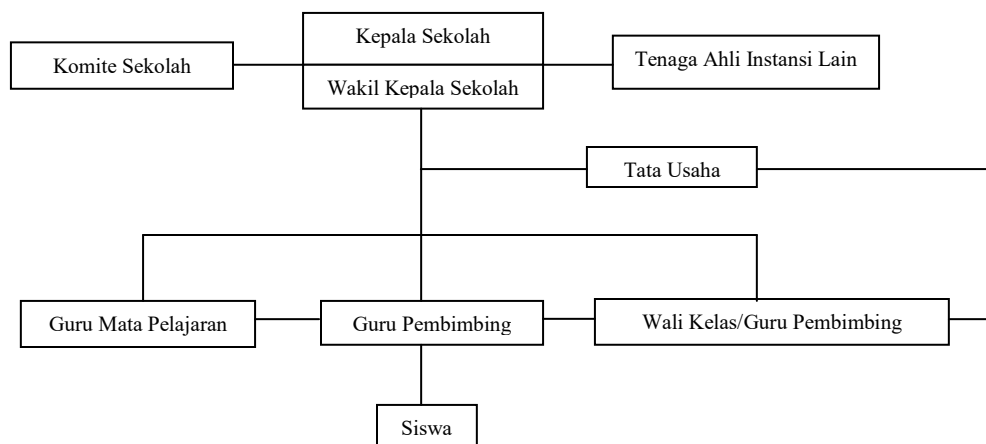 Kepala Sekolah
Komite Sekolah
Tenaga Ahli Instansi Lain
Wakil Kepala Sekolah
Tata Usaha
Guru Mata Pelajaran
Guru Pembimbing
Wali Kelas/Guru Pembimbing
Siswa